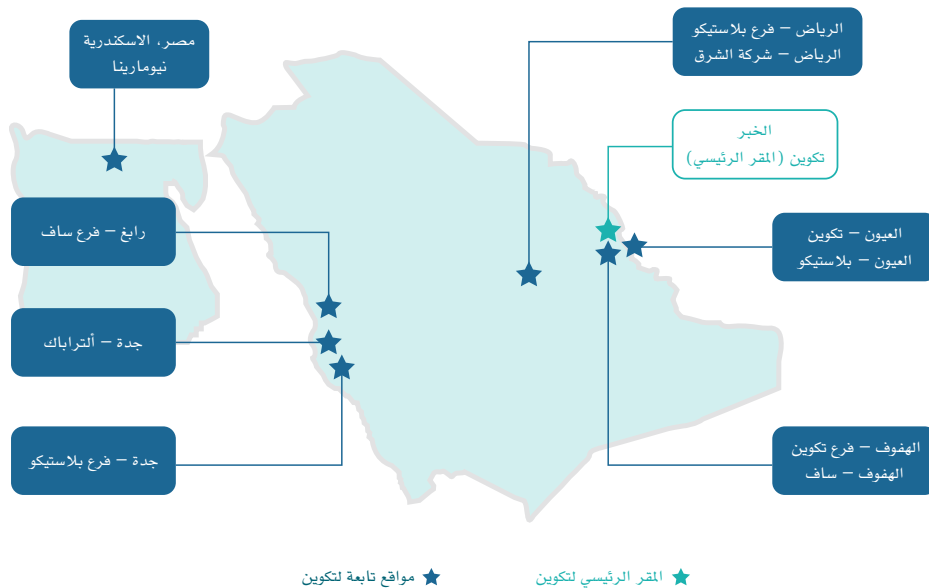 الرياض – فرع بلاستيكو
الرياض – شركة الشرق
مصر، الاسكندرية
نيومارينا
الخبر
تكوين (المقر الرئيسي)
العيون – تكوين
العيون – بلاستيكو
رابغ – فرع ساف
جدة – ألتراباك
الهفوف – فرع تكوين
الهفوف – ساف
جدة – فرع بلاستيكو
المقر الرئيسي لتكوين
مواقع تابعة لتكوين